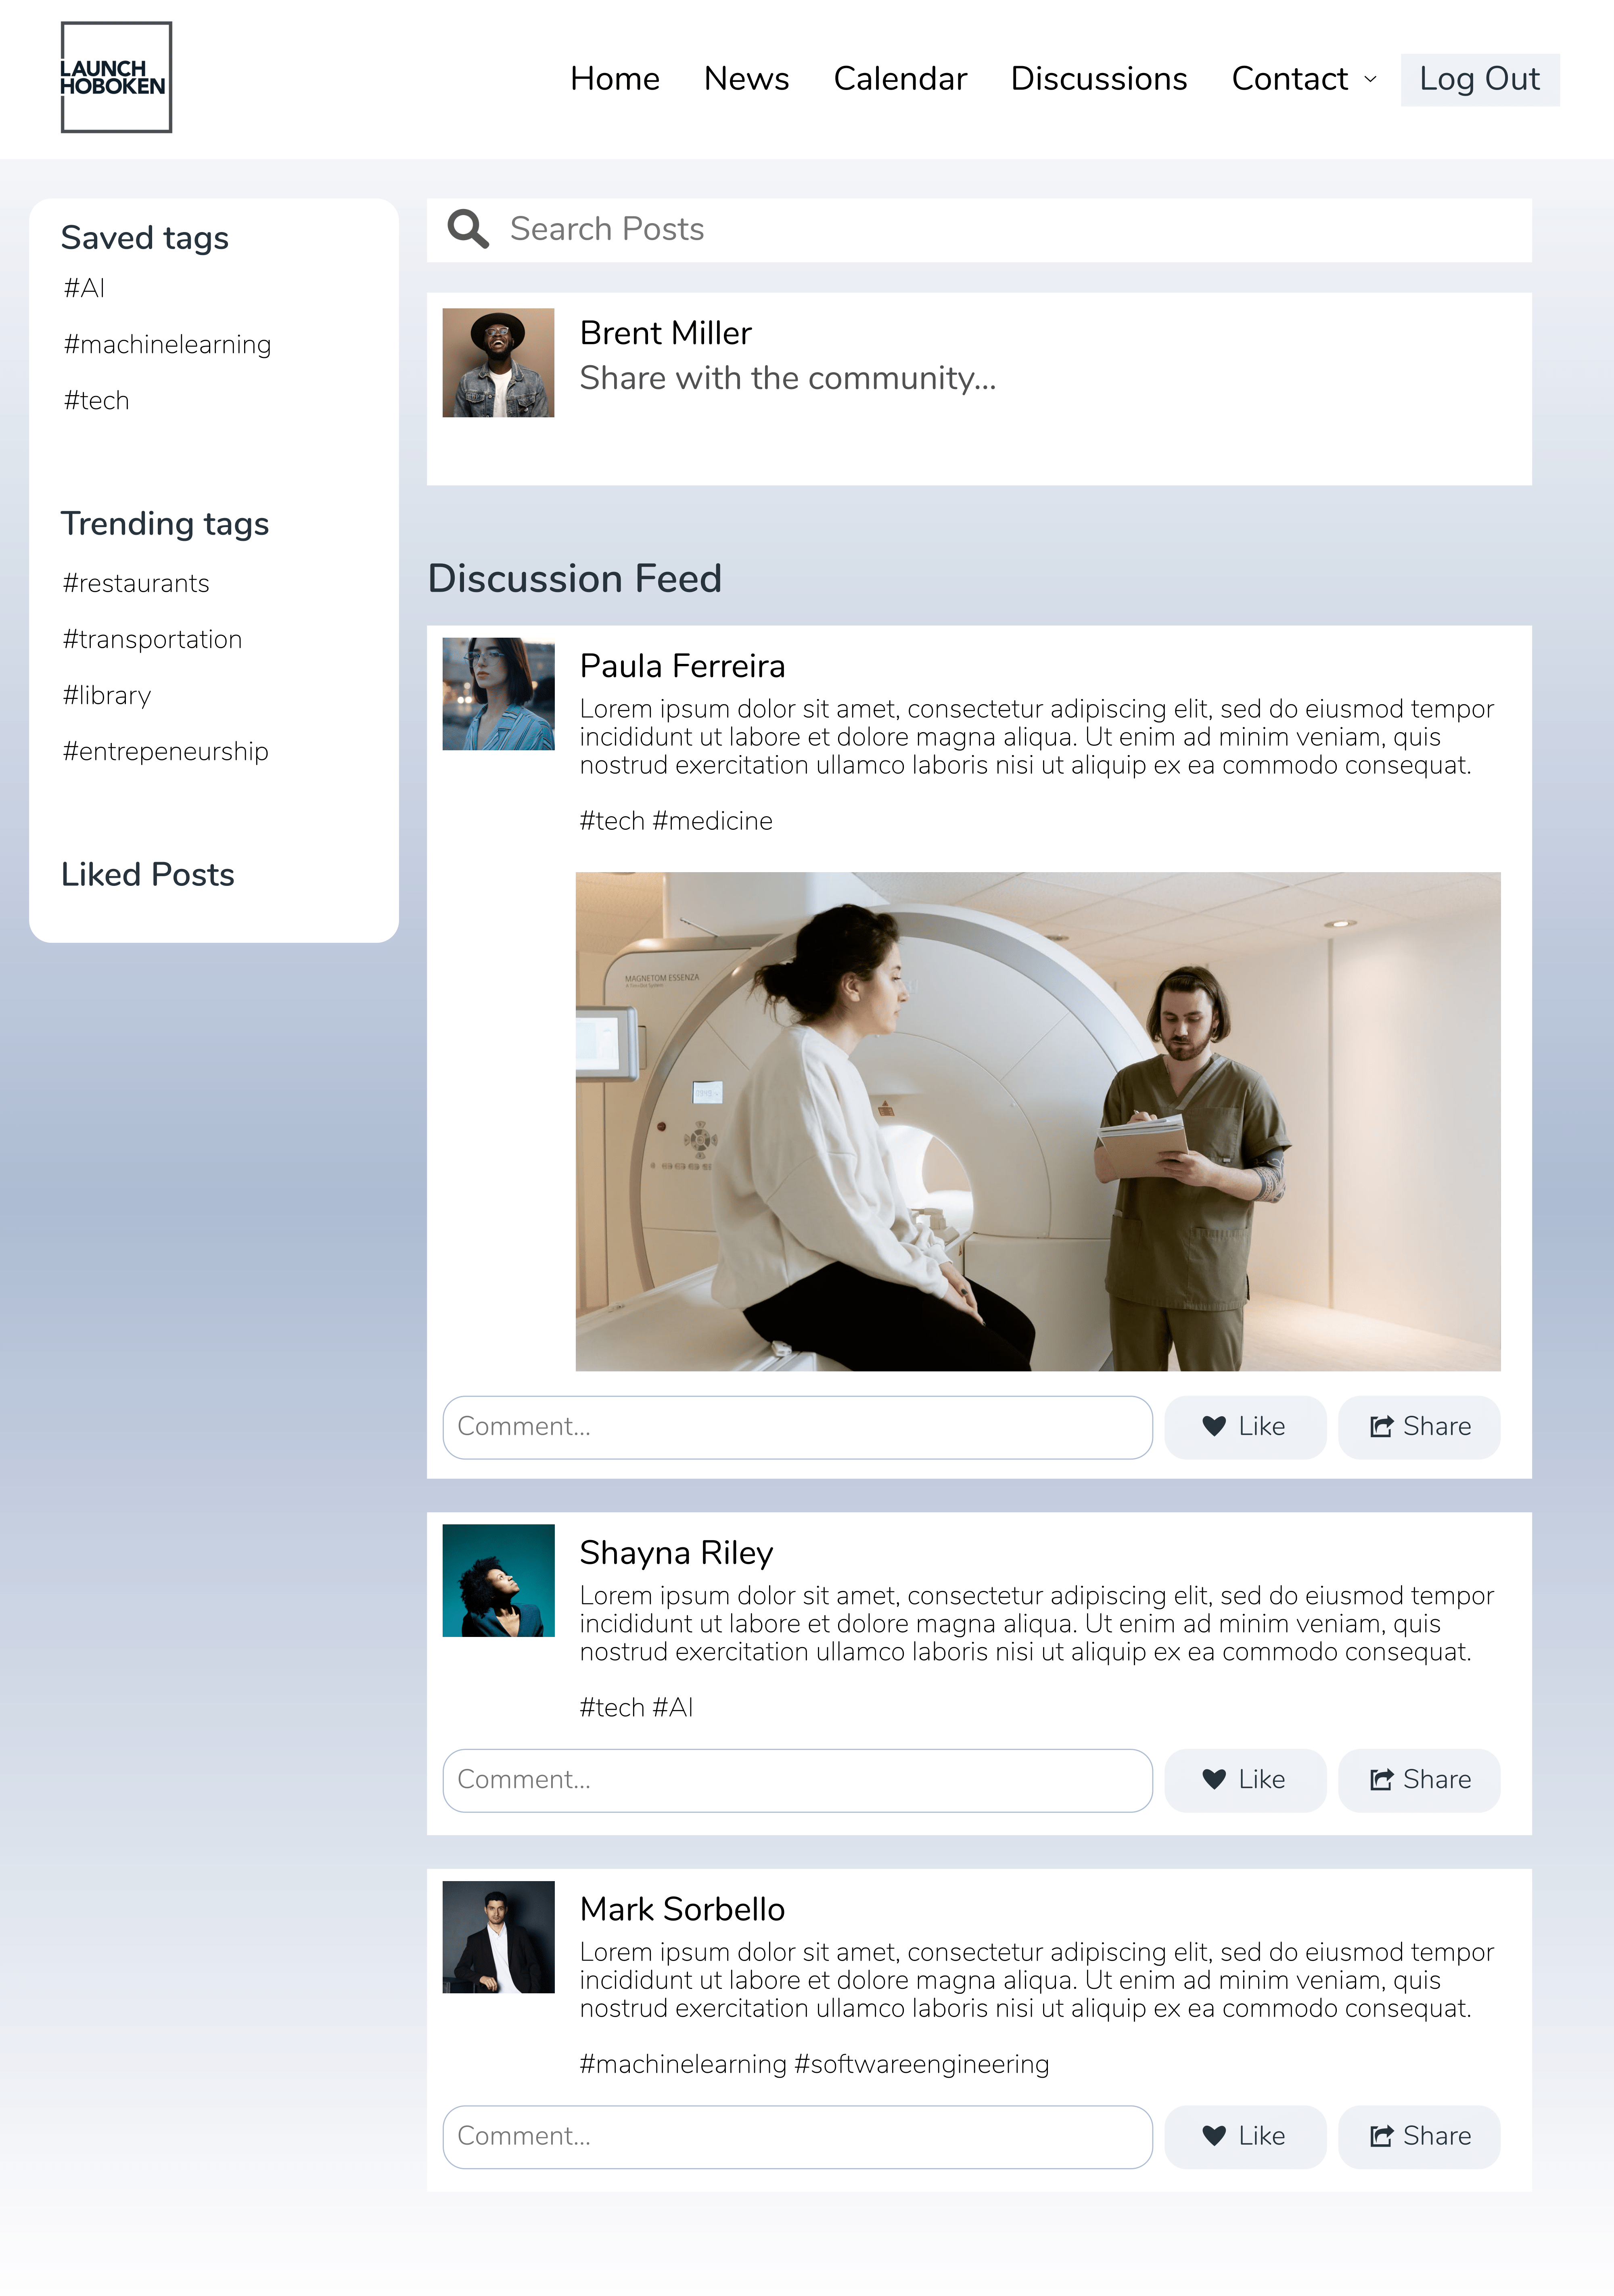 LAUNCH
HOBOKEN
Home News Calendar Discussions Contact Log Out
Saved tags
#AI
#machinelearning
#tech
Trending tags
#restaurants
#transportation
#library
#entrepeneurship
Liked Posts
Search Posts
Brent Miller
Share with the community...
Discussion Feed
Paula Ferreira
Lorem ipsum dolor sit amet, consectetur adipiscing elit, sed do eiusmod tempor
incididunt ut labore et dolore magna aliqua. Ut enim ad minim veniam, quis
nostrud exercitation ullamco laboris nisi ut aliquip ex ea commodo consequat.
#tech #medicine
MAGNETOM ESSENZA
Comment... Like Share
Shayna Riley
Lorem ipsum dolor sit amet, consectetur adipiscing elit, sed do eiusmod tempor
incididunt ut labore et dolore magna aliqua. Ut enim ad minim veniam, quis
nostrud exercitation ullamco laboris nisi ut aliquip ex ea commodo consequat.
#tech #AI
Comment... Like Share
Mark Sorbello
Lorem ipsum dolor sit amet, consectetur adipiscing elit, sed do eiusmod tempor
incididunt ut labore et dolore magna aliqua. Ut enim ad minim veniam, quis
nostrud exercitation ullamco laboris nisi ut aliquip ex ea commodo consequat.
#machinelearning #softwareengineering
Comment... Like Share